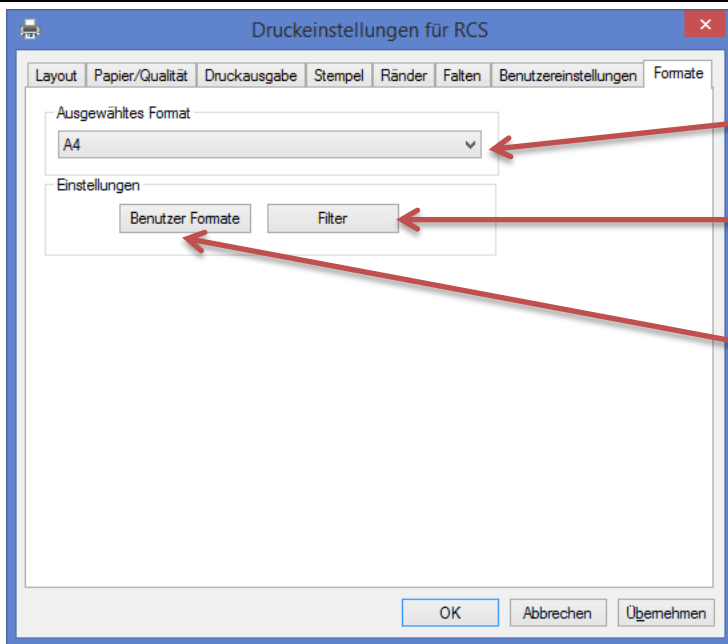 Druckeinstellungen für RCS
Layout Papier/Qualität Druckausgabe Stempel Ränder Falten Benutzereinstellungen Formate
Ausgewähltes Format
A4
Einstellungen
Benutzer Formate Filter
OK Abbrechen Übernehmen